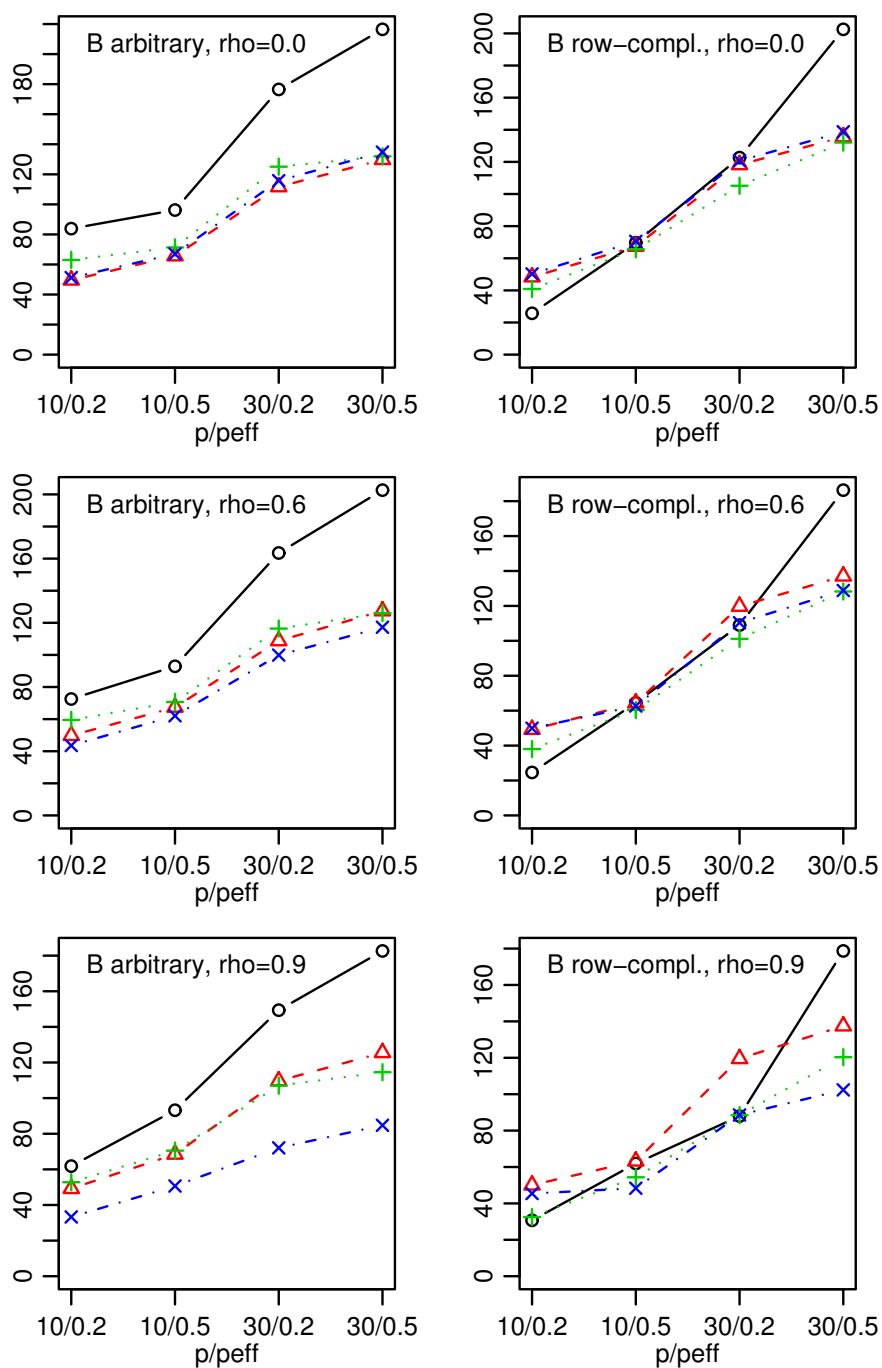 B arbitrary, rho=0.0
180
120
80
40
0
10/0.2 10/0.5 30/0.2 30/0.5
p/peff
B row−compl., rho=0.0
200
160
120
80
40
0
10/0.2 10/0.5 30/0.2 30/0.5
p/peff
B arbitrary, rho=0.6
200
160
120
80
40
0
10/0.2 10/0.5 30/0.2 30/0.5
p/peff
B row−compl., rho=0.6
160
120
80
40
0
10/0.2 10/0.5 30/0.2 30/0.5
p/peff
B arbitrary, rho=0.9
160
120
80
40
0
10/0.2 10/0.5 30/0.2 30/0.5
p/peff
B row−compl., rho=0.9
160
120
80
40
0
10/0.2 10/0.5 30/0.2 30/0.5
p/peff